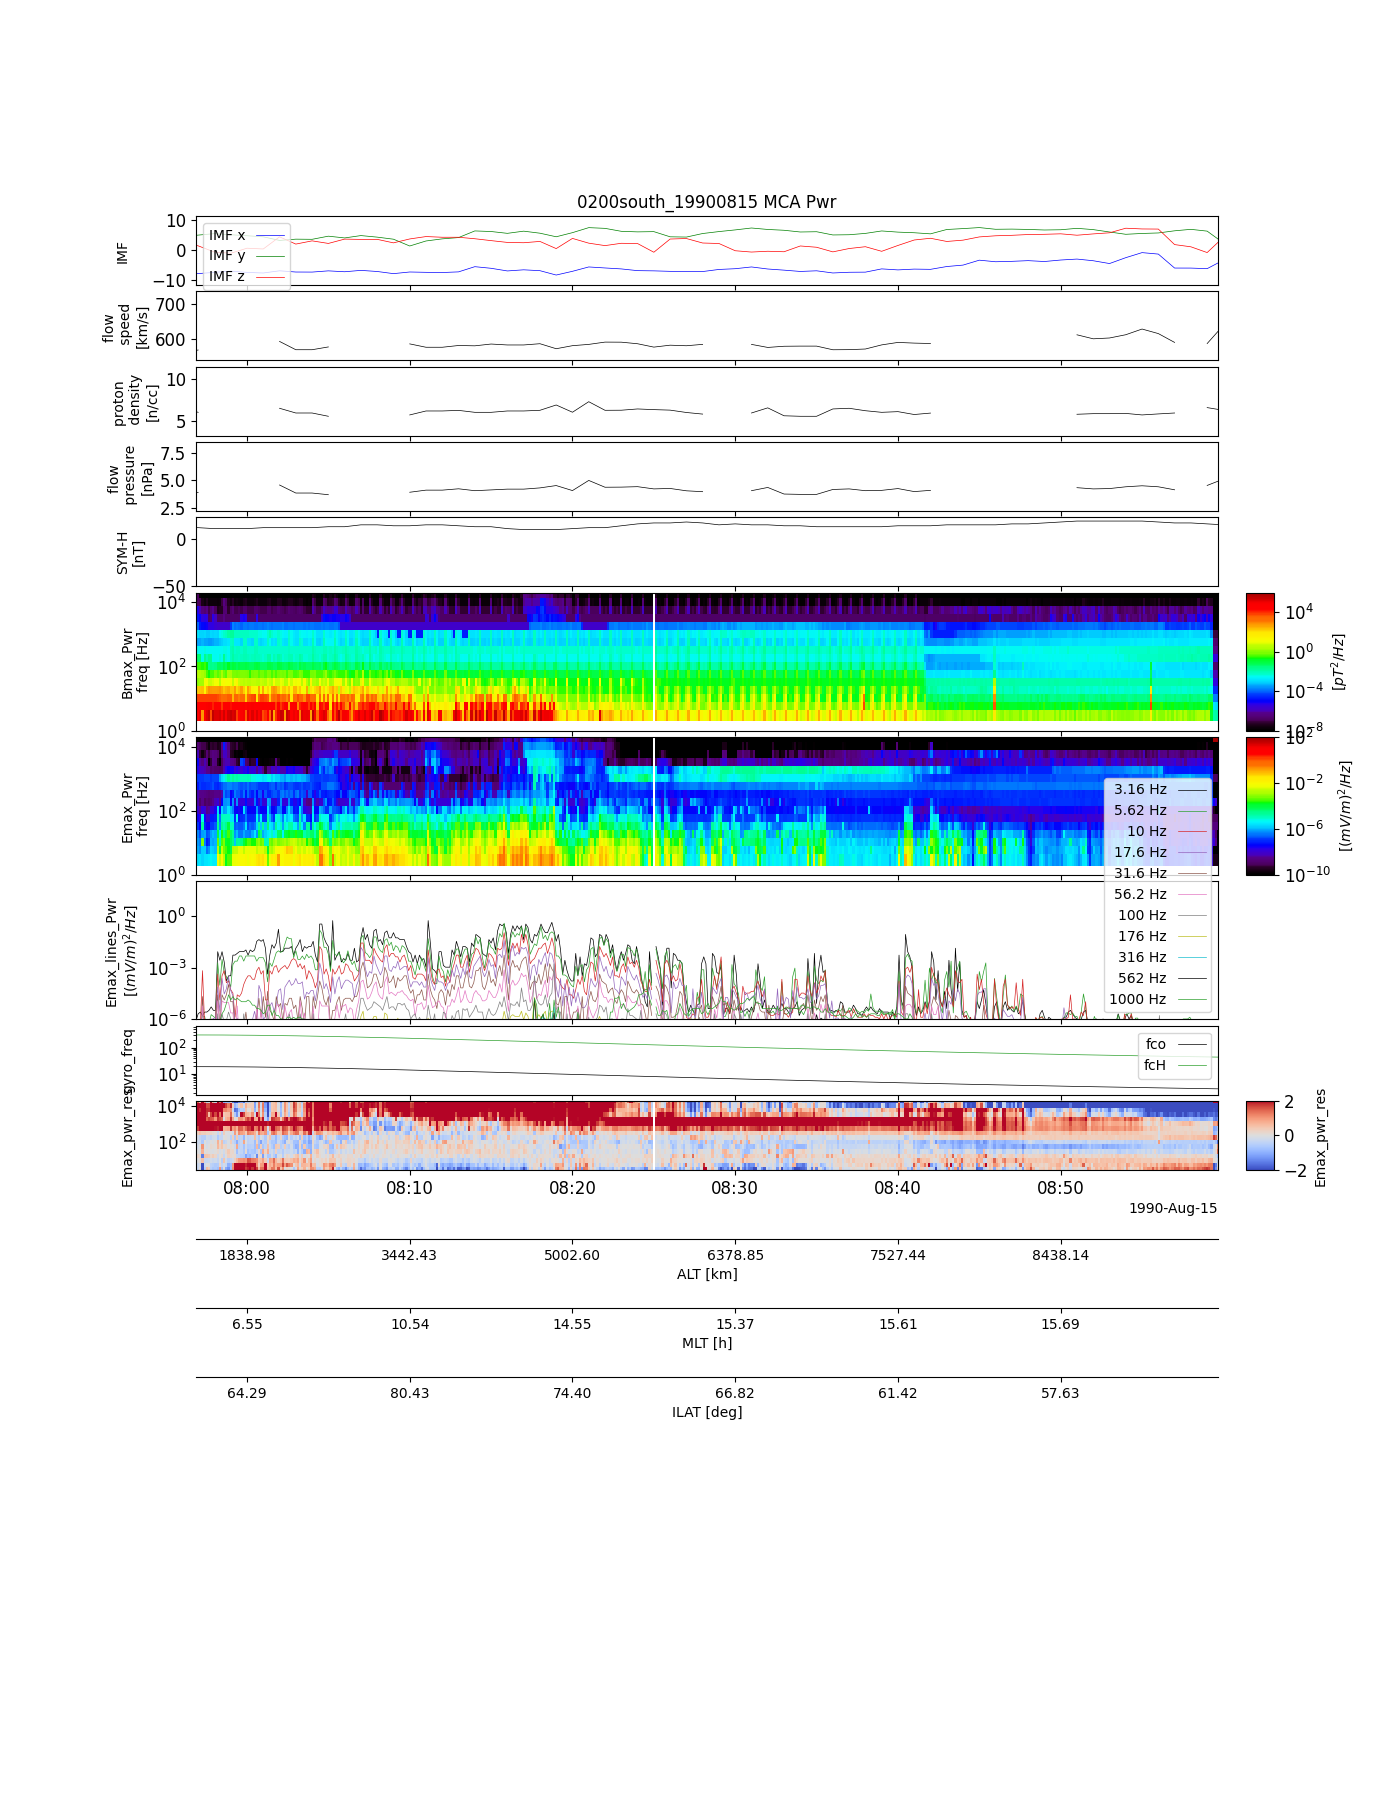 0200south_19900815 MCA Pwr
10
0
−10
IMF
IMF x
IMF y
IMF z
700
600
flow
speed
[km/s]
10
5
proton
density
[n/cc]
7.5
5.0
2.5
flow
pressure
[nPa]
0
−50
SYM-H
[nT]
10^4
10^2
10^0
Bmax_Pwr
freq [Hz]
10^4
10^0
10^−4
10^−8
[pT^2/Hz]
10^4
10^2
10^0
Emax_Pwr
freq [Hz]
10^2
10^−2
10^−6
10^−10
[(mV/m)^2/Hz]
3.16 Hz
5.62 Hz
10 Hz
17.6 Hz
31.6 Hz
56.2 Hz
100 Hz
176 Hz
316 Hz
562 Hz
1000 Hz
10^0
10^−3
10^−6
Emax_lines_Pwr
[(mV/m)^2/Hz]
10^2
10^1
gyro_freq
fco
fcH
10^4
10^2
Emax_pwr_res
2
0
−2
Emax_pwr_res
08:00 08:10 08:20 08:30 08:40 08:50
1990-Aug-15
1838.98 3442.43 5002.60 6378.85 7527.44 8438.14
ALT [km]
6.55 10.54 14.55 15.37 15.61 15.69
MLT [h]
64.29 80.43 74.40 66.82 61.42 57.63
ILAT [deg]